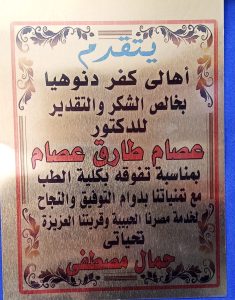 يتقدم
أهالى كفر دنوهيا
بخالص الشكر والتقدير
للدكتور
عصام طارق عصام
بمناسبة تفوقه بكلية الطب
مع تمنياتنا بدوام التوفيق والنجاح
لخدمة مصرنا الحبيبة وقريتنا العزيزة
تحياتى
جمال مصطفى